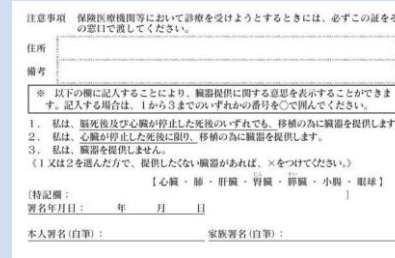 注意事項　保険医療機関等において診療を受けようとするときには、必ずこの証をそ
の窓口で渡してください。
住所
備考
※　以下の欄に記入することにより、臓器提供に関する意思を表示することができま
す。記入する場合は、1から3までのいずれかの番号を○で囲んでください。
1.　私は、脳死後及び心臓が停止した死後のいずれでも、移植の為に臓器を提供します
2.　私は、心臓が停止した死後に限り、移植の為に臓器を提供します。
3.　私は、臓器を提供しません。
《1又は2を選んだ方で、提供したくない臓器があれば、×をつけてください。》
【心臓・肺・肝臓・腎臓・膵臓・小腸・眼球】
[特記欄：　　　]
署名年月日：　　年　　月　　日
本人署名(自筆)：　　　家族署名(自筆)：